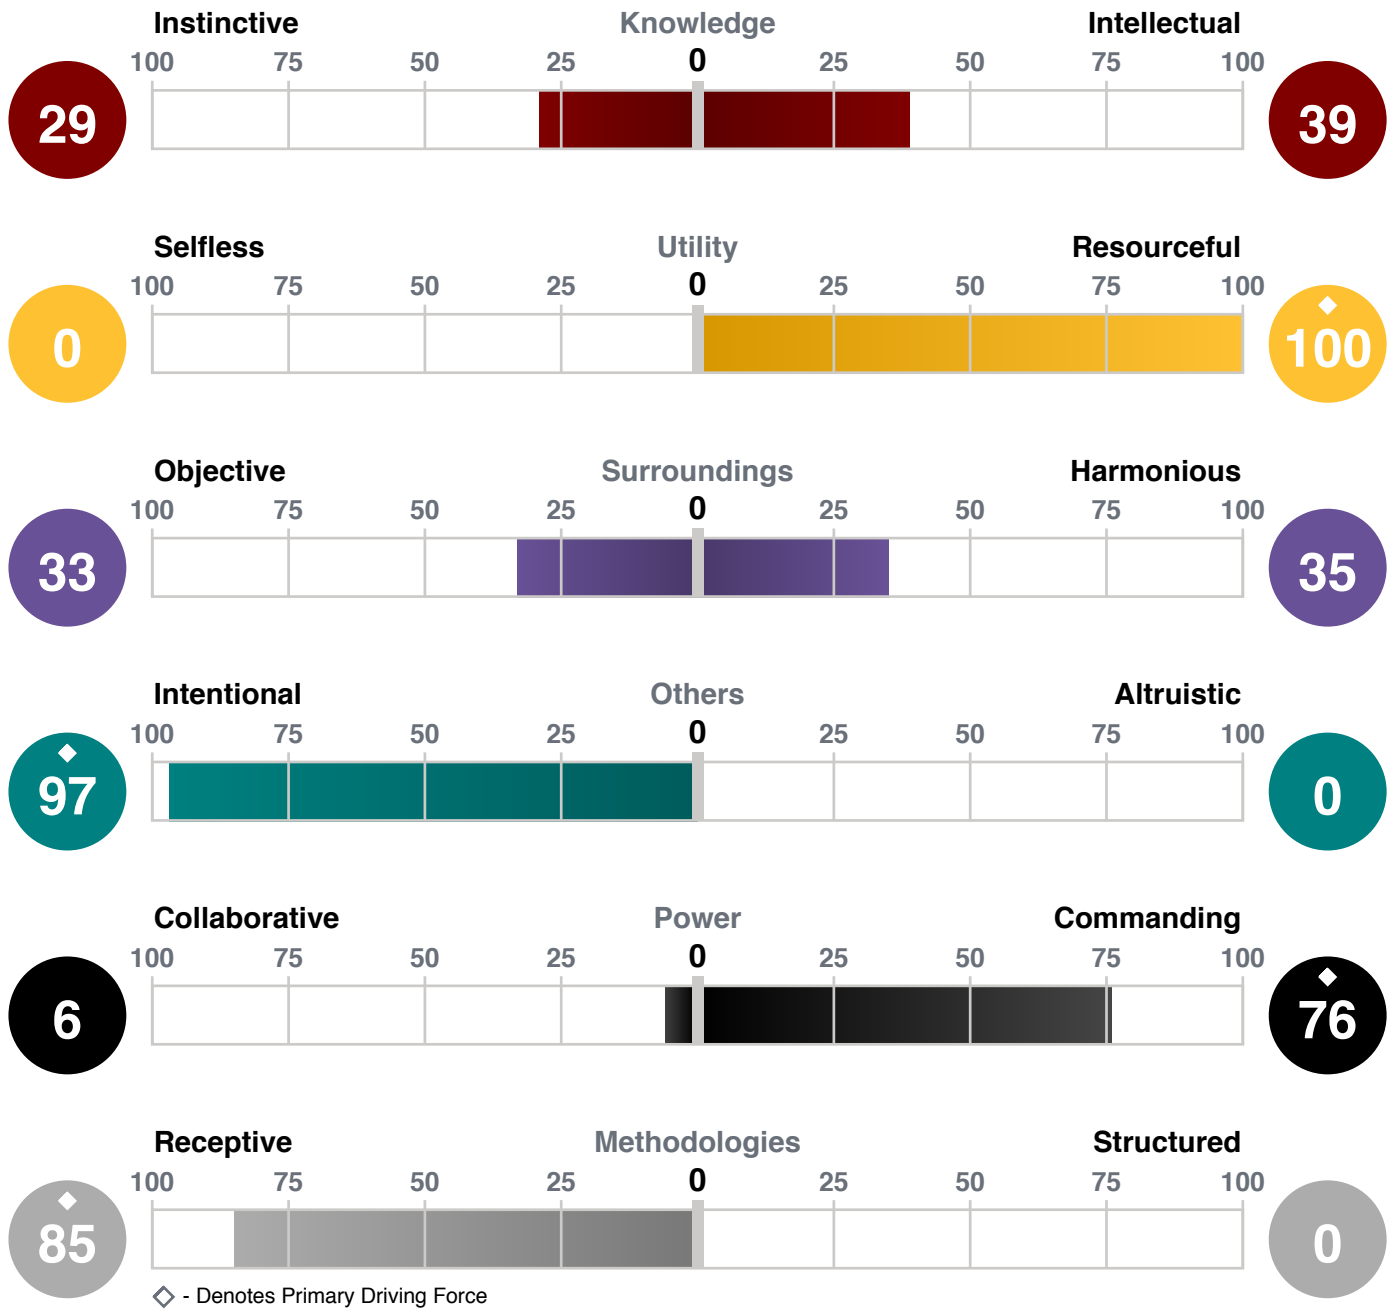 Instinctive Knowledge Intellectual
100 75 50 25 0 25 50 75 100
29 39
Selfless Utility Resourceful
100 75 50 25 0 25 50 75 100
0 100
Objective Surroundings Harmonious
100 75 50 25 0 25 50 75 100
33 35
Intentional Others Altruistic
100 75 50 25 0 25 50 75 100
97 0
Collaborative Power Commanding
100 75 50 25 0 25 50 75 100
6 76
Receptive Methodologies Structured
100 75 50 25 0 25 50 75 100
85 0
- Denotes Primary Driving Force